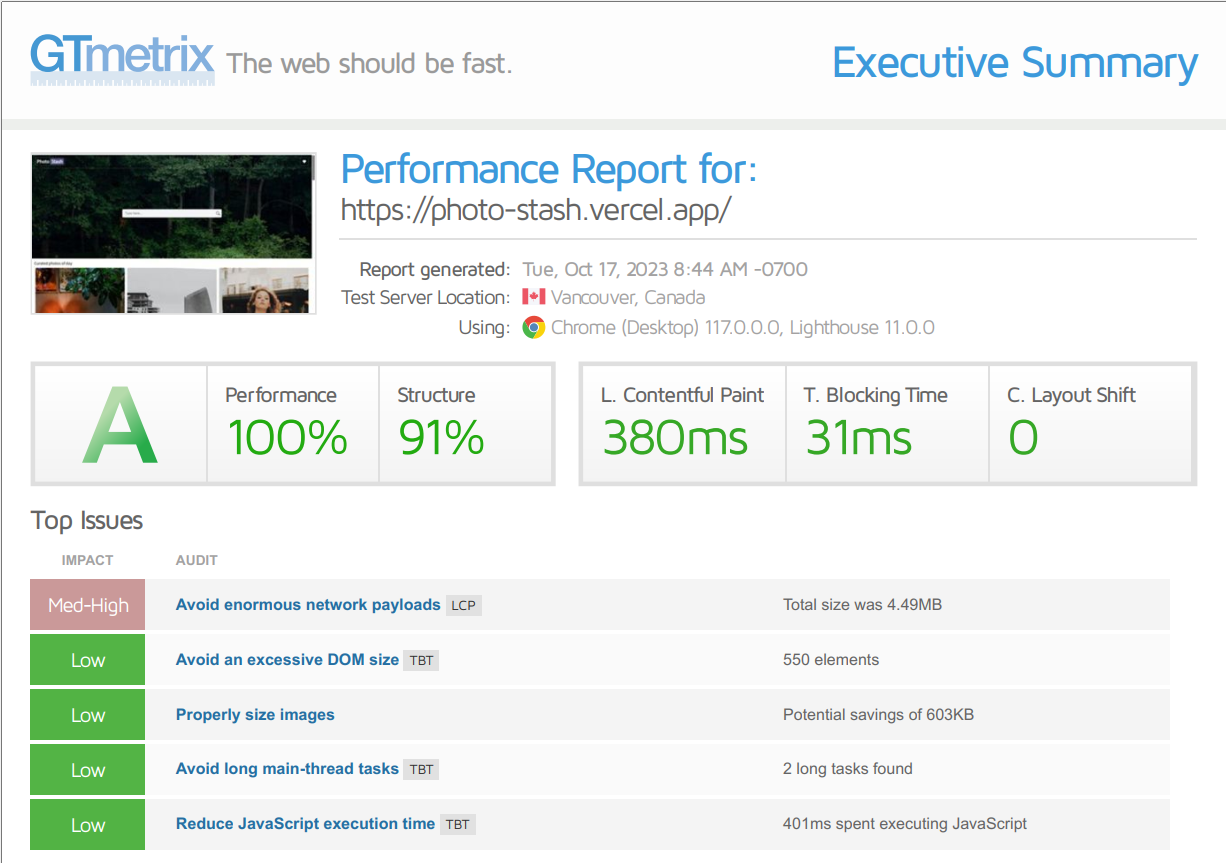 GTmetrix The web should be fast.
Executive Summary
Photo Stash
Performance Report for:
https://photo-stash.vercel.app/
Report generated: Tue, Oct 17, 2023 8:44 AM -0700
Test Server Location: Vancouver, Canada
Using: Chrome (Desktop) 117.0.0.0, Lighthouse 11.0.0
A
Performance
100%
Structure
91%
L. Contentful Paint
380ms
T. Blocking Time
31ms
C. Layout Shift
0
Top Issues
IMPACT AUDIT
Med-High Avoid enormous network payloads LCP Total size was 4.49MB
Low Avoid an excessive DOM size TBT 550 elements
Low Properly size images Potential savings of 603KB
Low Avoid long main-thread tasks TBT 2 long tasks found
Low Reduce JavaScript execution time TBT 401ms spent executing JavaScript